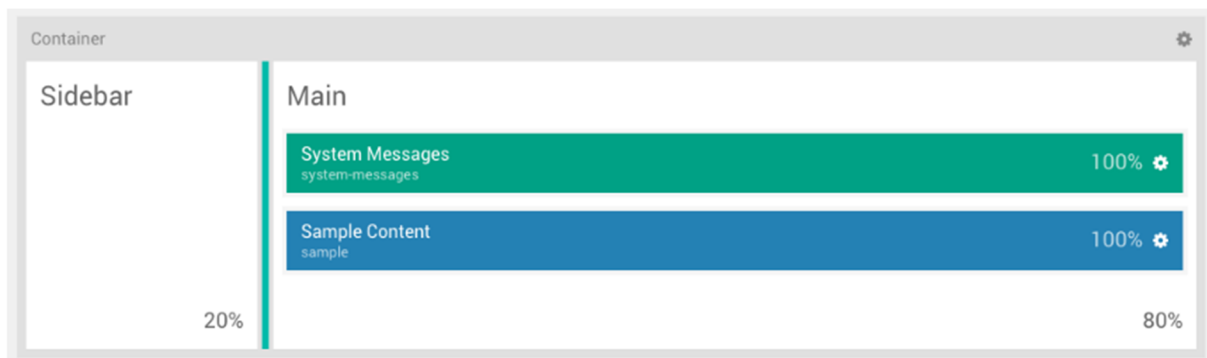 Container
Sidebar
Main
System Messages
system-messages
100%
Sample Content
sample
100%
20%
80%